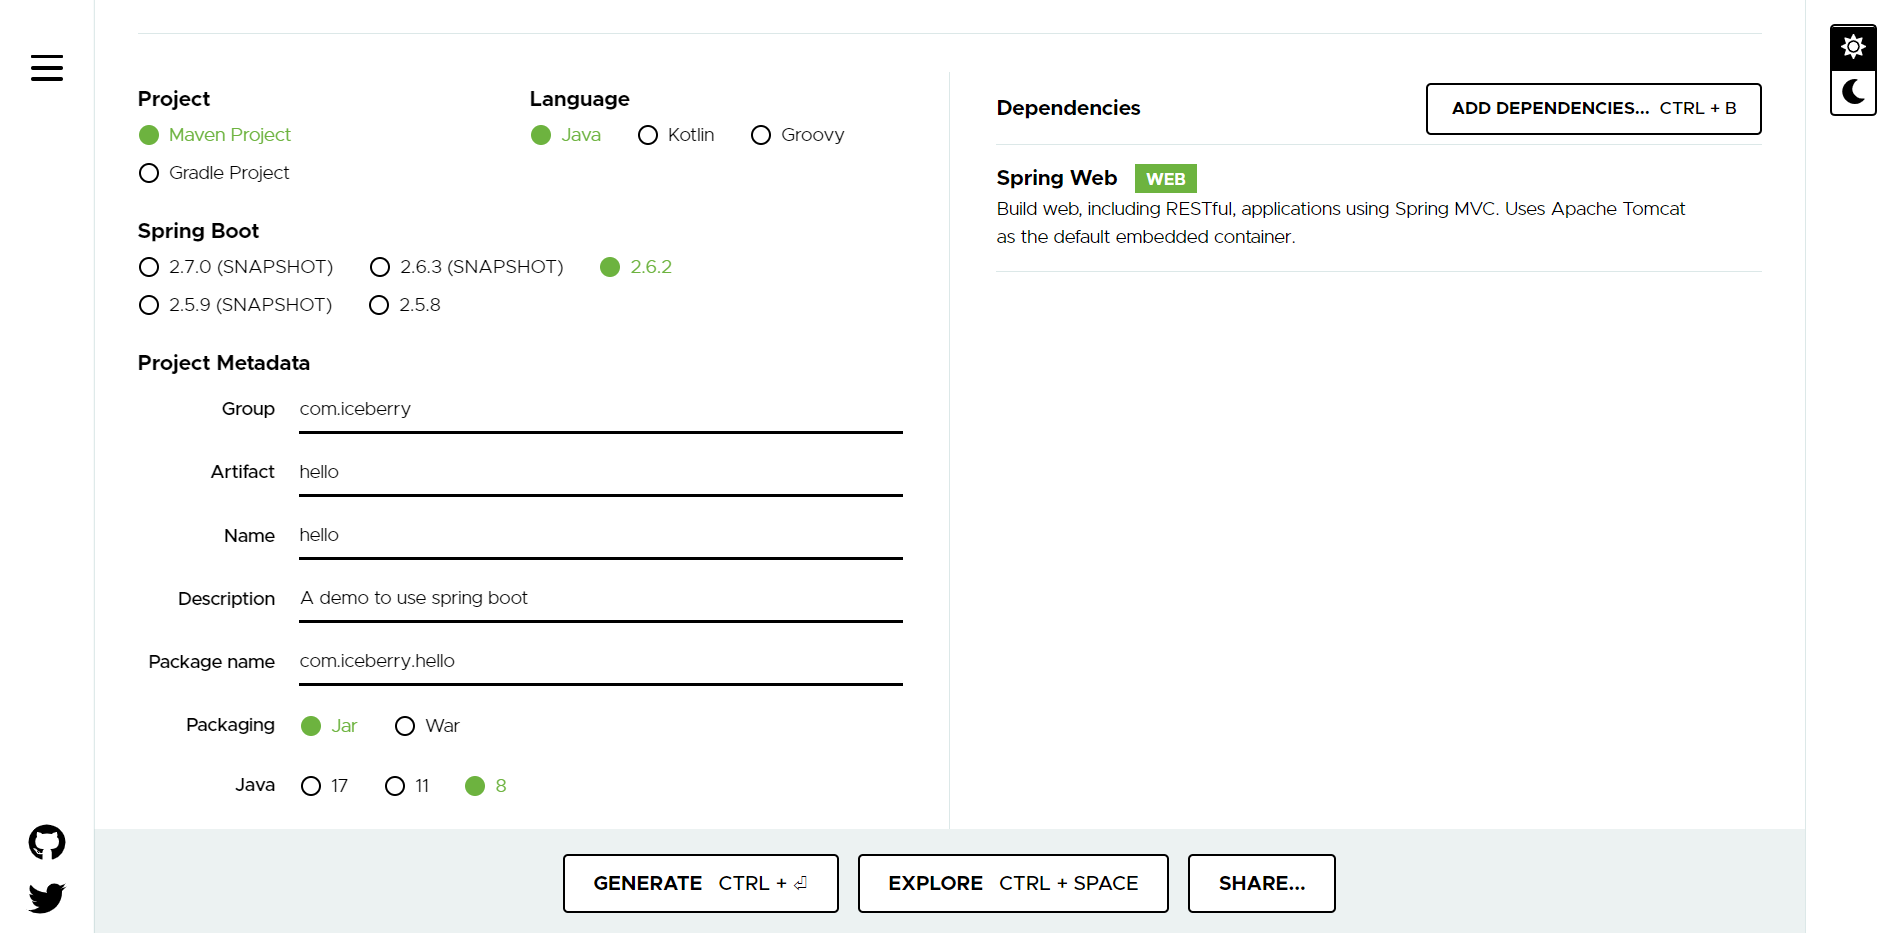 Project
Maven Project
Gradle Project
Language
Java Kotlin Groovy
Spring Boot
2.7.0 (SNAPSHOT) 2.6.3 (SNAPSHOT) 2.6.2
2.5.9 (SNAPSHOT) 2.5.8
Project Metadata
Group com.iceberry
Artifact hello
Name hello
Description A demo to use spring boot
Package name com.iceberry.hello
Packaging Jar War
Java 17 11 8
Dependencies
ADD DEPENDENCIES... CTRL + B
Spring Web WEB
Build web, including RESTful, applications using Spring MVC. Uses Apache Tomcat
as the default embedded container.
GENERATE CTRL + ⏎
EXPLORE CTRL + SPACE
SHARE...